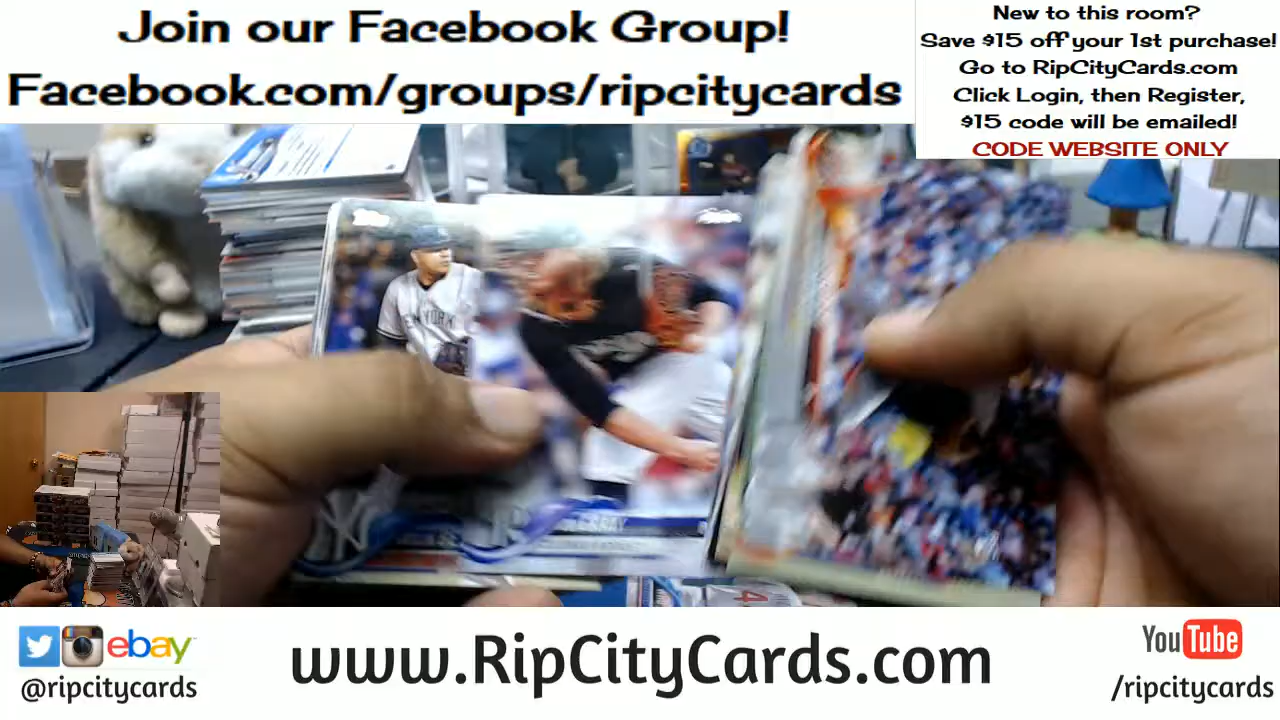 Join our Facebook Group!
Facebook.com/groups/ripcitycards
New to this room?
Save $15 off your 1st purchase!
Go to RipCityCards.com
Click Login, then Register,
$15 code will be emailed!
CODE WEBSITE ONLY
NEW YORK
ebay
@ripcitycards
www.RipCityCards.com
YouTube
/ripcitycards